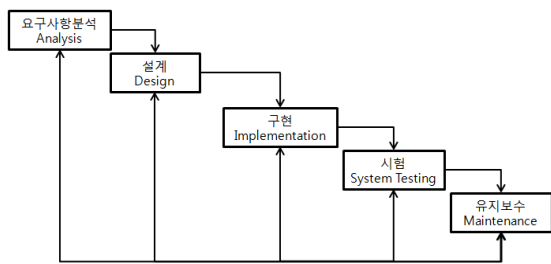 요구사항분석
Analysis
설계
Design
구현
Implementation
시험
System Testing
유지보수
Maintenance